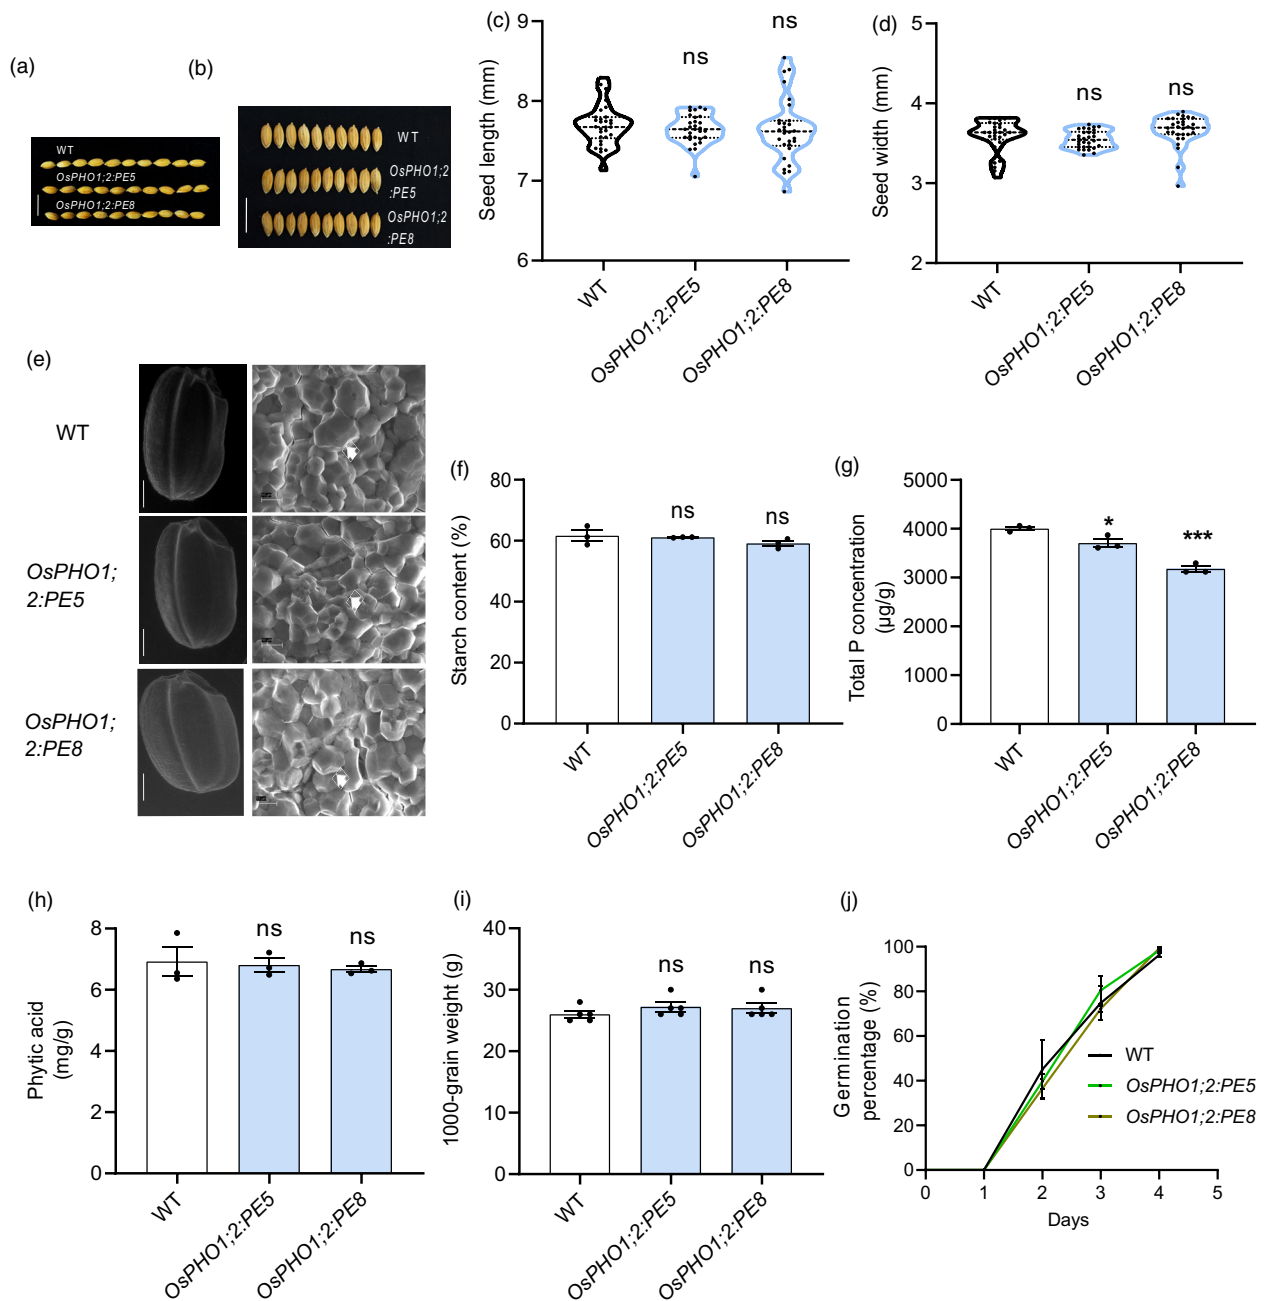 (a)
WT
OsPHO1;2:PE5
OsPHO1;2:PE8
(b)
WT
OsPHO1;2
:PE5
OsPHO1;2
:PE8
(c)
Seed length (mm)
9
8
7
6
ns
ns
WT
OsPHO1;2:PE5
OsPHO1;2:PE8
(d)
Seed width (mm)
5
4
3
2
ns
ns
WT
OsPHO1;2:PE5
OsPHO1;2:PE8
(e)
WT
OsPHO1;
2:PE5
OsPHO1;
2:PE8
(f)
Starch content (%)
80
60
40
20
0
ns
ns
WT
OsPHO1;2:PE5
OsPHO1;2:PE8
(g)
Total P concentration
(µg/g)
5000
4000
3000
2000
1000
0
*
***
WT
OsPHO1;2:PE5
OsPHO1;2:PE8
(h)
Phytic acid
(mg/g)
8
6
4
2
0
ns
ns
WT
OsPHO1;2:PE5
OsPHO1;2:PE8
(i)
1000-grain weight (g)
40
30
20
10
0
ns
ns
WT
OsPHO1;2:PE5
OsPHO1;2:PE8
(j)
Germination
percentage (%)
100
80
60
40
20
0
WT
OsPHO1;2:PE5
OsPHO1;2:PE8
0 1 2 3 4 5
Days